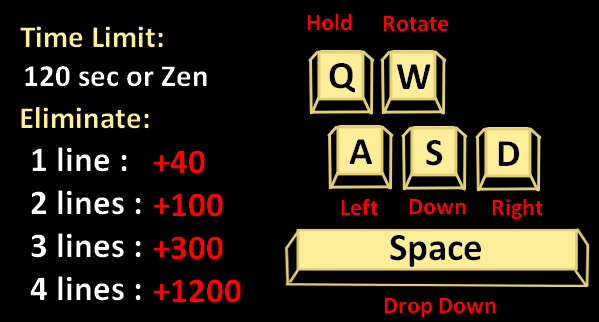 Time Limit:
120 sec or Zen
Eliminate:
1 line : +40
2 lines : +100
3 lines : +300
4 lines : +1200
Hold Rotate
Q W
A S D
Left Down Right
Space
Drop Down